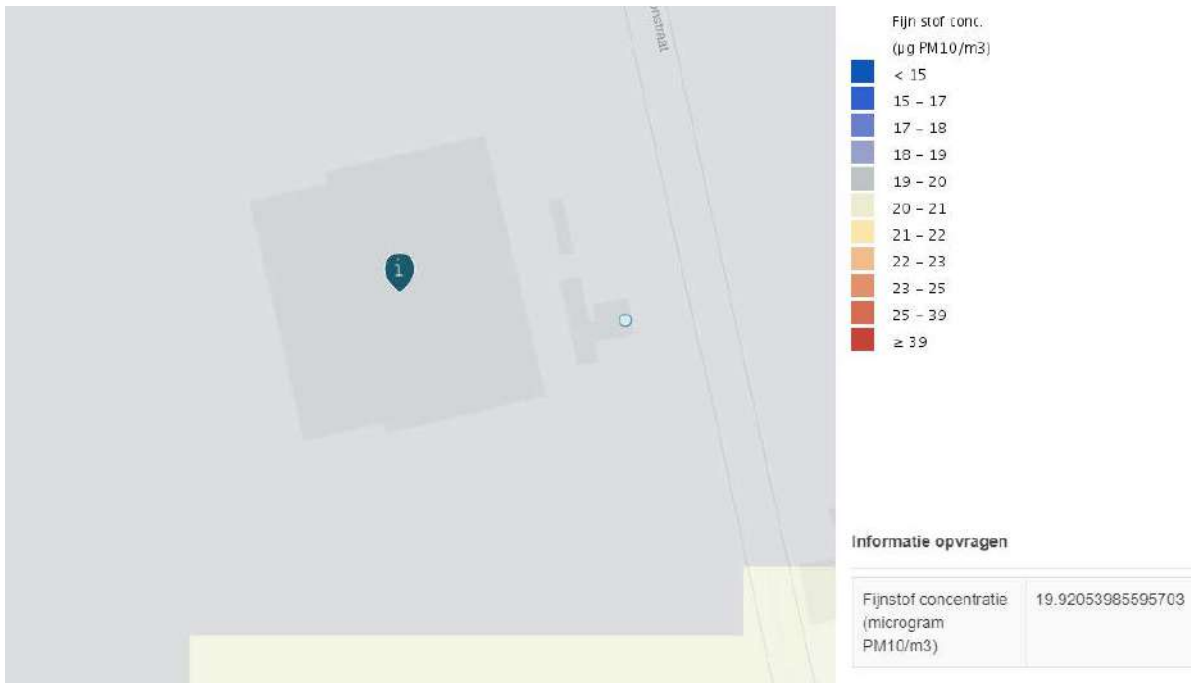 nstraat
Fijn stof conc.
(µg PM10/m3)
< 15
15 – 17
17 – 18
18 – 19
19 – 20
20 – 21
21 – 22
22 – 23
23 – 25
25 – 39
≥ 39
i
Informatie opvragen
Fijnstof concentratie 19.92053985595703
(microgram
PM10/m3)